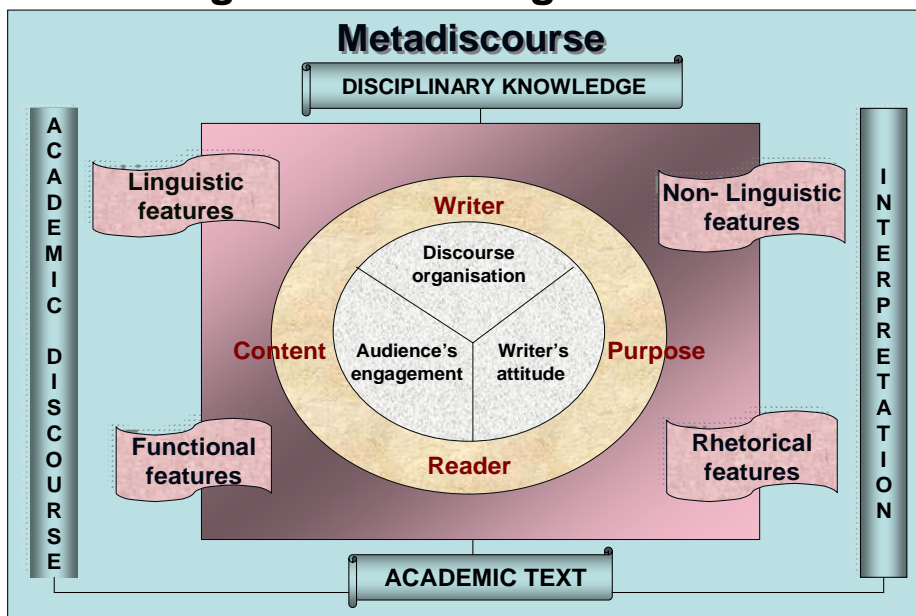 Metadiscourse
DISCIPLINARY KNOWLEDGE
ACADEMIC DISCOURSE
Linguistic
features
Non- Linguistic
features
INTERPRETATION
Writer
Discourse
organisation
Content
Audience's
engagement
Writer's
attitude
Purpose
Functional
features
Reader
Rhetorical
features
ACADEMIC TEXT